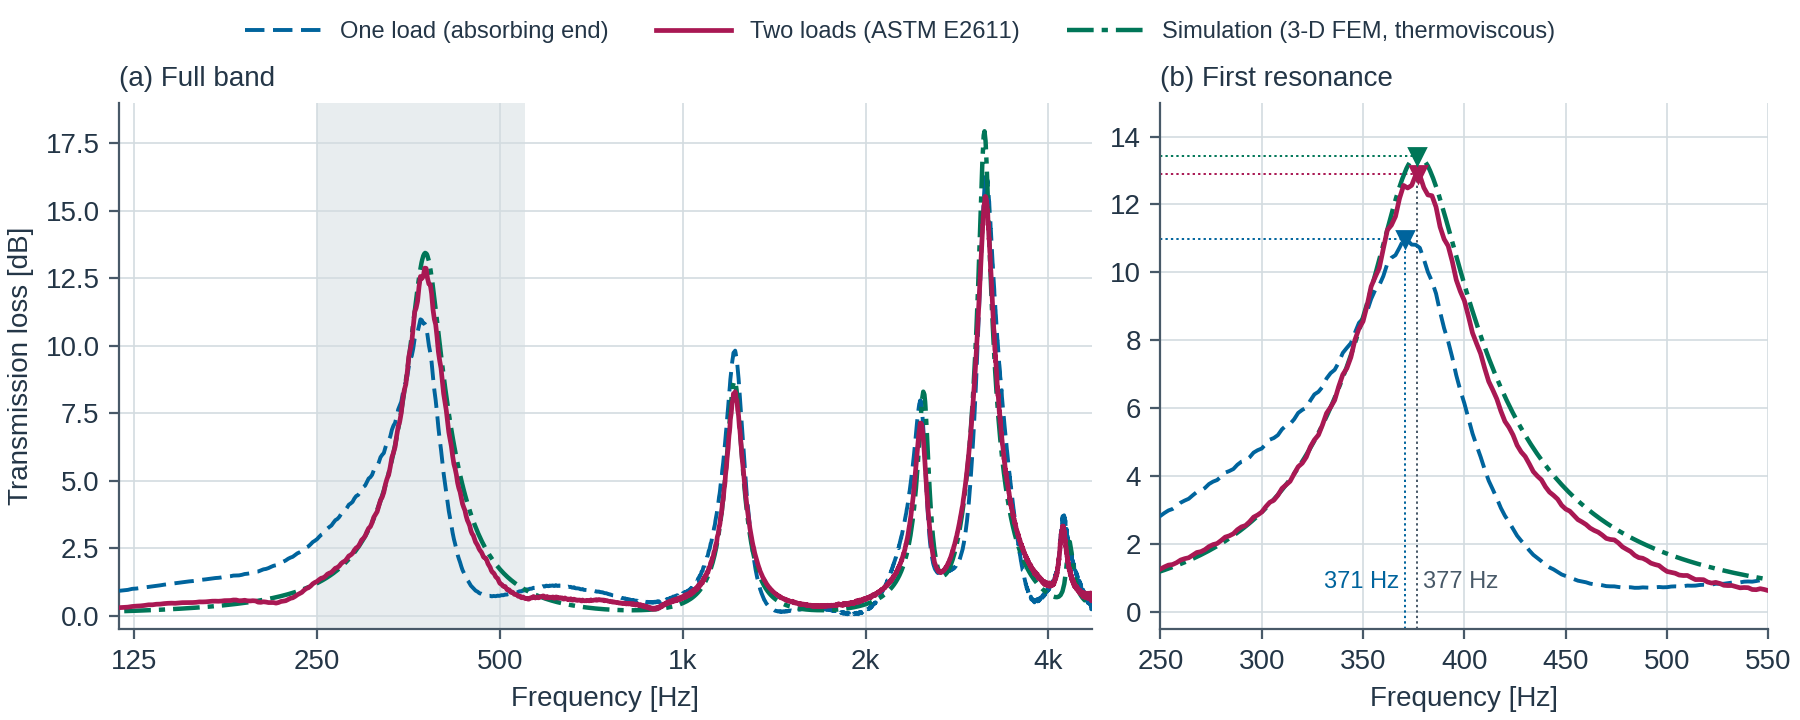 One load (absorbing end)
Two loads (ASTM E2611)
Simulation (3-D FEM, thermoviscous)
(a) Full band
Transmission loss [dB]
17.5
15.0
12.5
10.0
7.5
5.0
2.5
0.0
125
250
500
1k
2k
4k
Frequency [Hz]
(b) First resonance
14
12
10
8
6
4
2
0
371 Hz
377 Hz
250
300
350
400
450
500
550
Frequency [Hz]